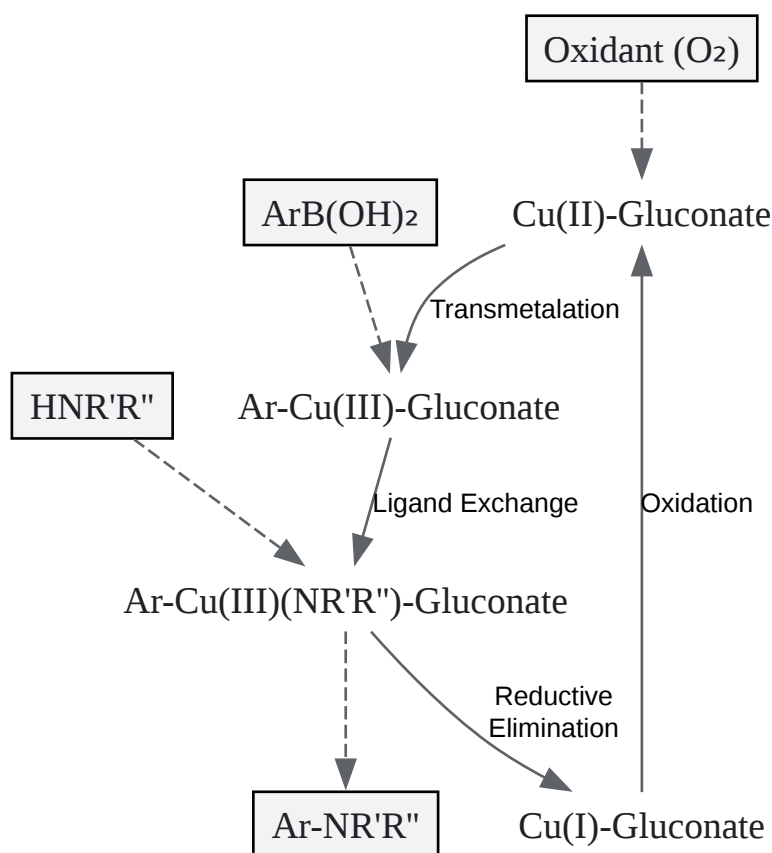 Oxidant (O₂)
ArB(OH)₂
Cu(II)-Gluconate
Transmetalation
HNR'R"
Ar-Cu(III)-Gluconate
Ligand Exchange
Oxidation
Ar-Cu(III)(NR'R")-Gluconate
Reductive
Elimination
Ar-NR'R"
Cu(I)-Gluconate